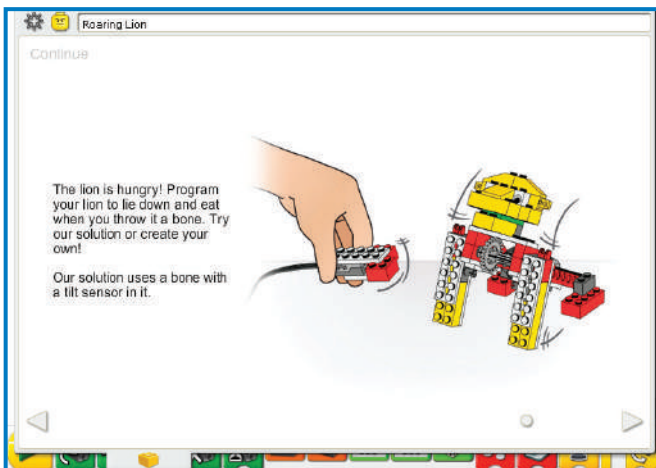 Roaring Lion
Continue
The lion is hungry! Program
your lion to lie down and eat
when you throw it a bone. Try
our solution or create your
own!
Our solution uses a bone with
a tilt sensor in it.